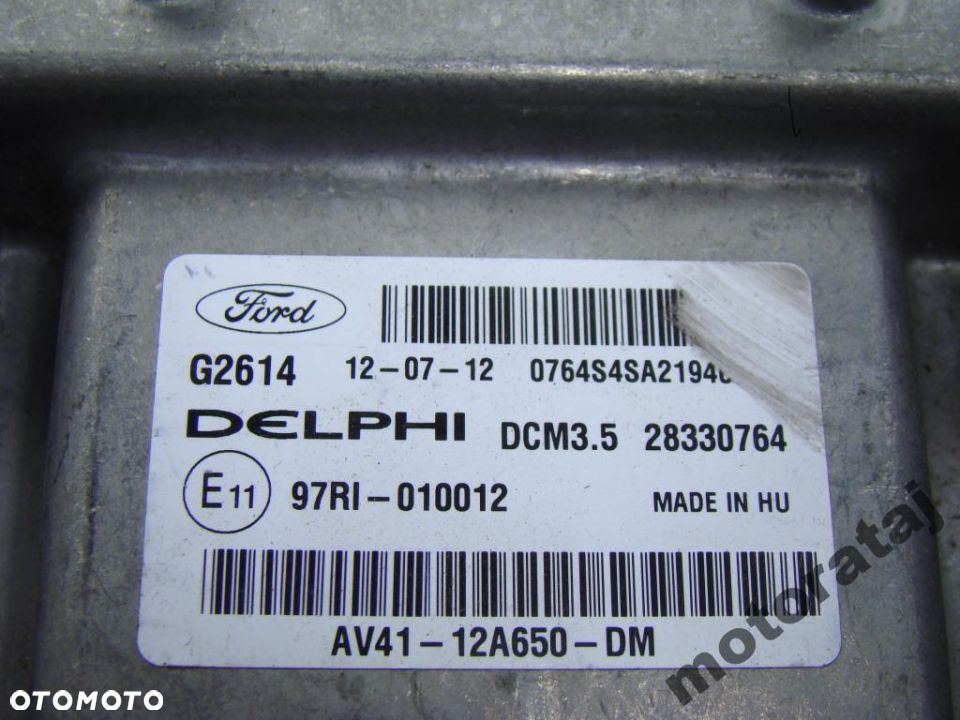 Ford
G2614 12-07-12
DELPHI DCM3.5 28330764
E11 97RI-010012 MADE IN HU
AV41-12A650-DM
motorataj
OTOMOTO